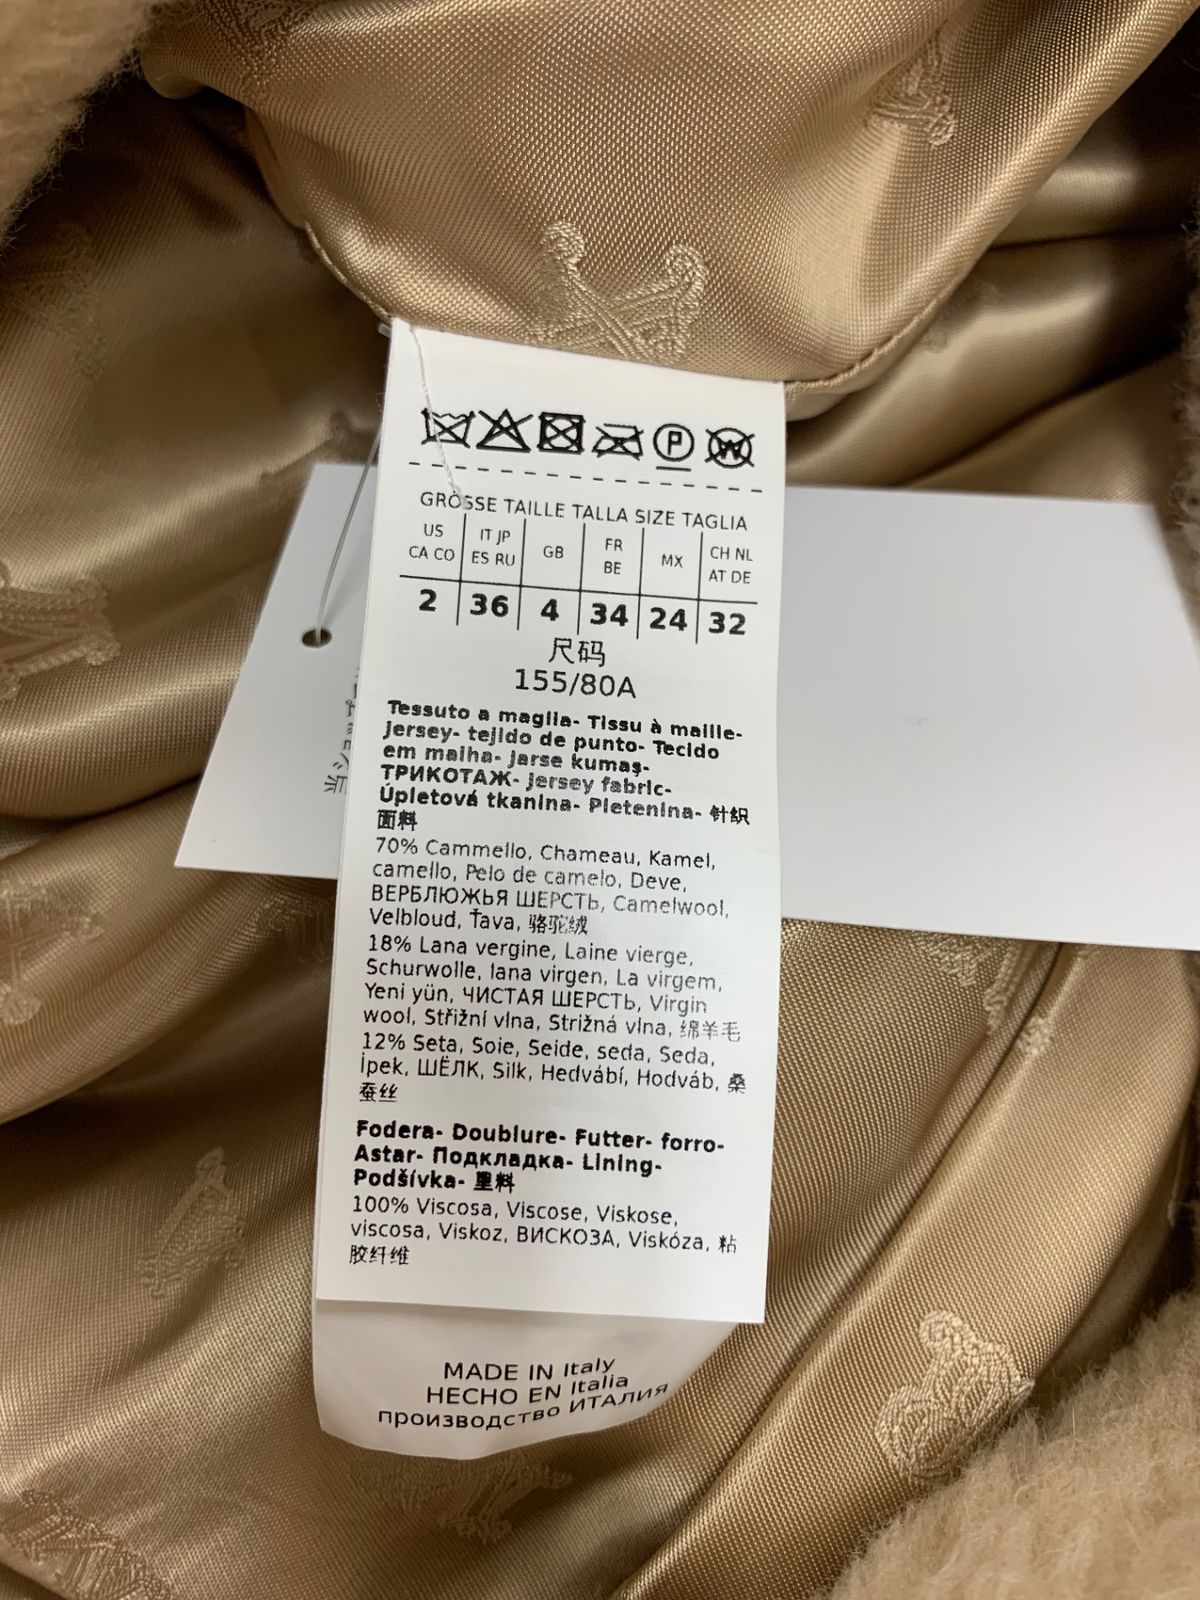 P
W
GRÖSSE TAILLE TALLA SIZE TAGLIA
US CA CO | IT JP ES RU | GB | FR BE | MX | CH NL AT DE
2 | 36 | 4 | 34 | 24 | 32
尺码
155/80A
Tessuto a maglia- Tissu à maille-
Jersey- tejido de punto- Tecido
em malha- Jarse kumaş-
ТРИКОТАЖ- Jersey fabric-
Úpletová tkanina- Pletenina- 针织
面料
70% Cammello, Chameau, Kamel,
camello, Pelo de camelo, Deve,
ВЕРБЛЮЖЬЯ ШЕРСТЬ, Camelwool,
Velbloud, Ťava, 骆驼绒
18% Lana vergine, Laine vierge,
Schurwolle, lana virgen, La virgem,
Yeni yün, ЧИСТАЯ ШЕРСТЬ, Virgin
wool, Střižní vlna, Strižná vlna, 绵羊毛
12% Seta, Soie, Seide, seda, Seda,
İpek, ШЁЛК, Silk, Hedvábí, Hodváb, 桑
蚕丝
Fodera- Doublure- Futter- forro-
Astar- Подкладка- Lining-
Podšívka- 里料
100% Viscosa, Viscose, Viskose,
viscosa, Viskoz, ВИСКОЗА, Viskóza, 粘
胶纤维
MADE IN Italy
HECHO EN Italia
производство ИТАЛИЯ